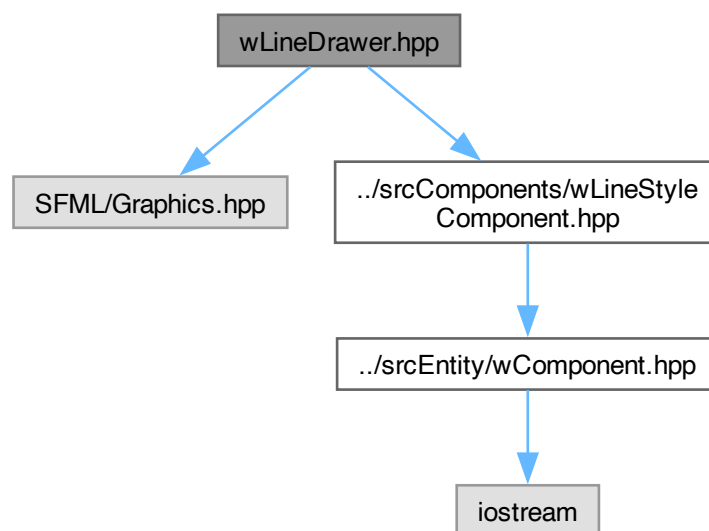 wLineDrawer.hpp
SFML/Graphics.hpp
../srcComponents/wLineStyle
Component.hpp
../srcEntity/wComponent.hpp
iostream